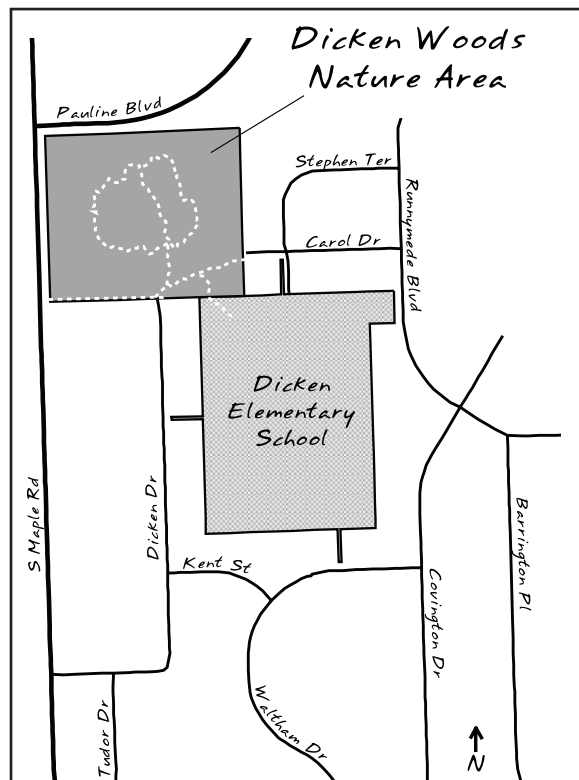 Dicken Woods
Nature Area
Pauline Blvd
Stephen Ter
Runnymede Blvd
Carol Dr
Dicken
Elementary
School
S Maple Rd
Dicken Dr
Barrington Pl
Kent St
Covington Dr
Waltham Dr
Tudor Dr
N